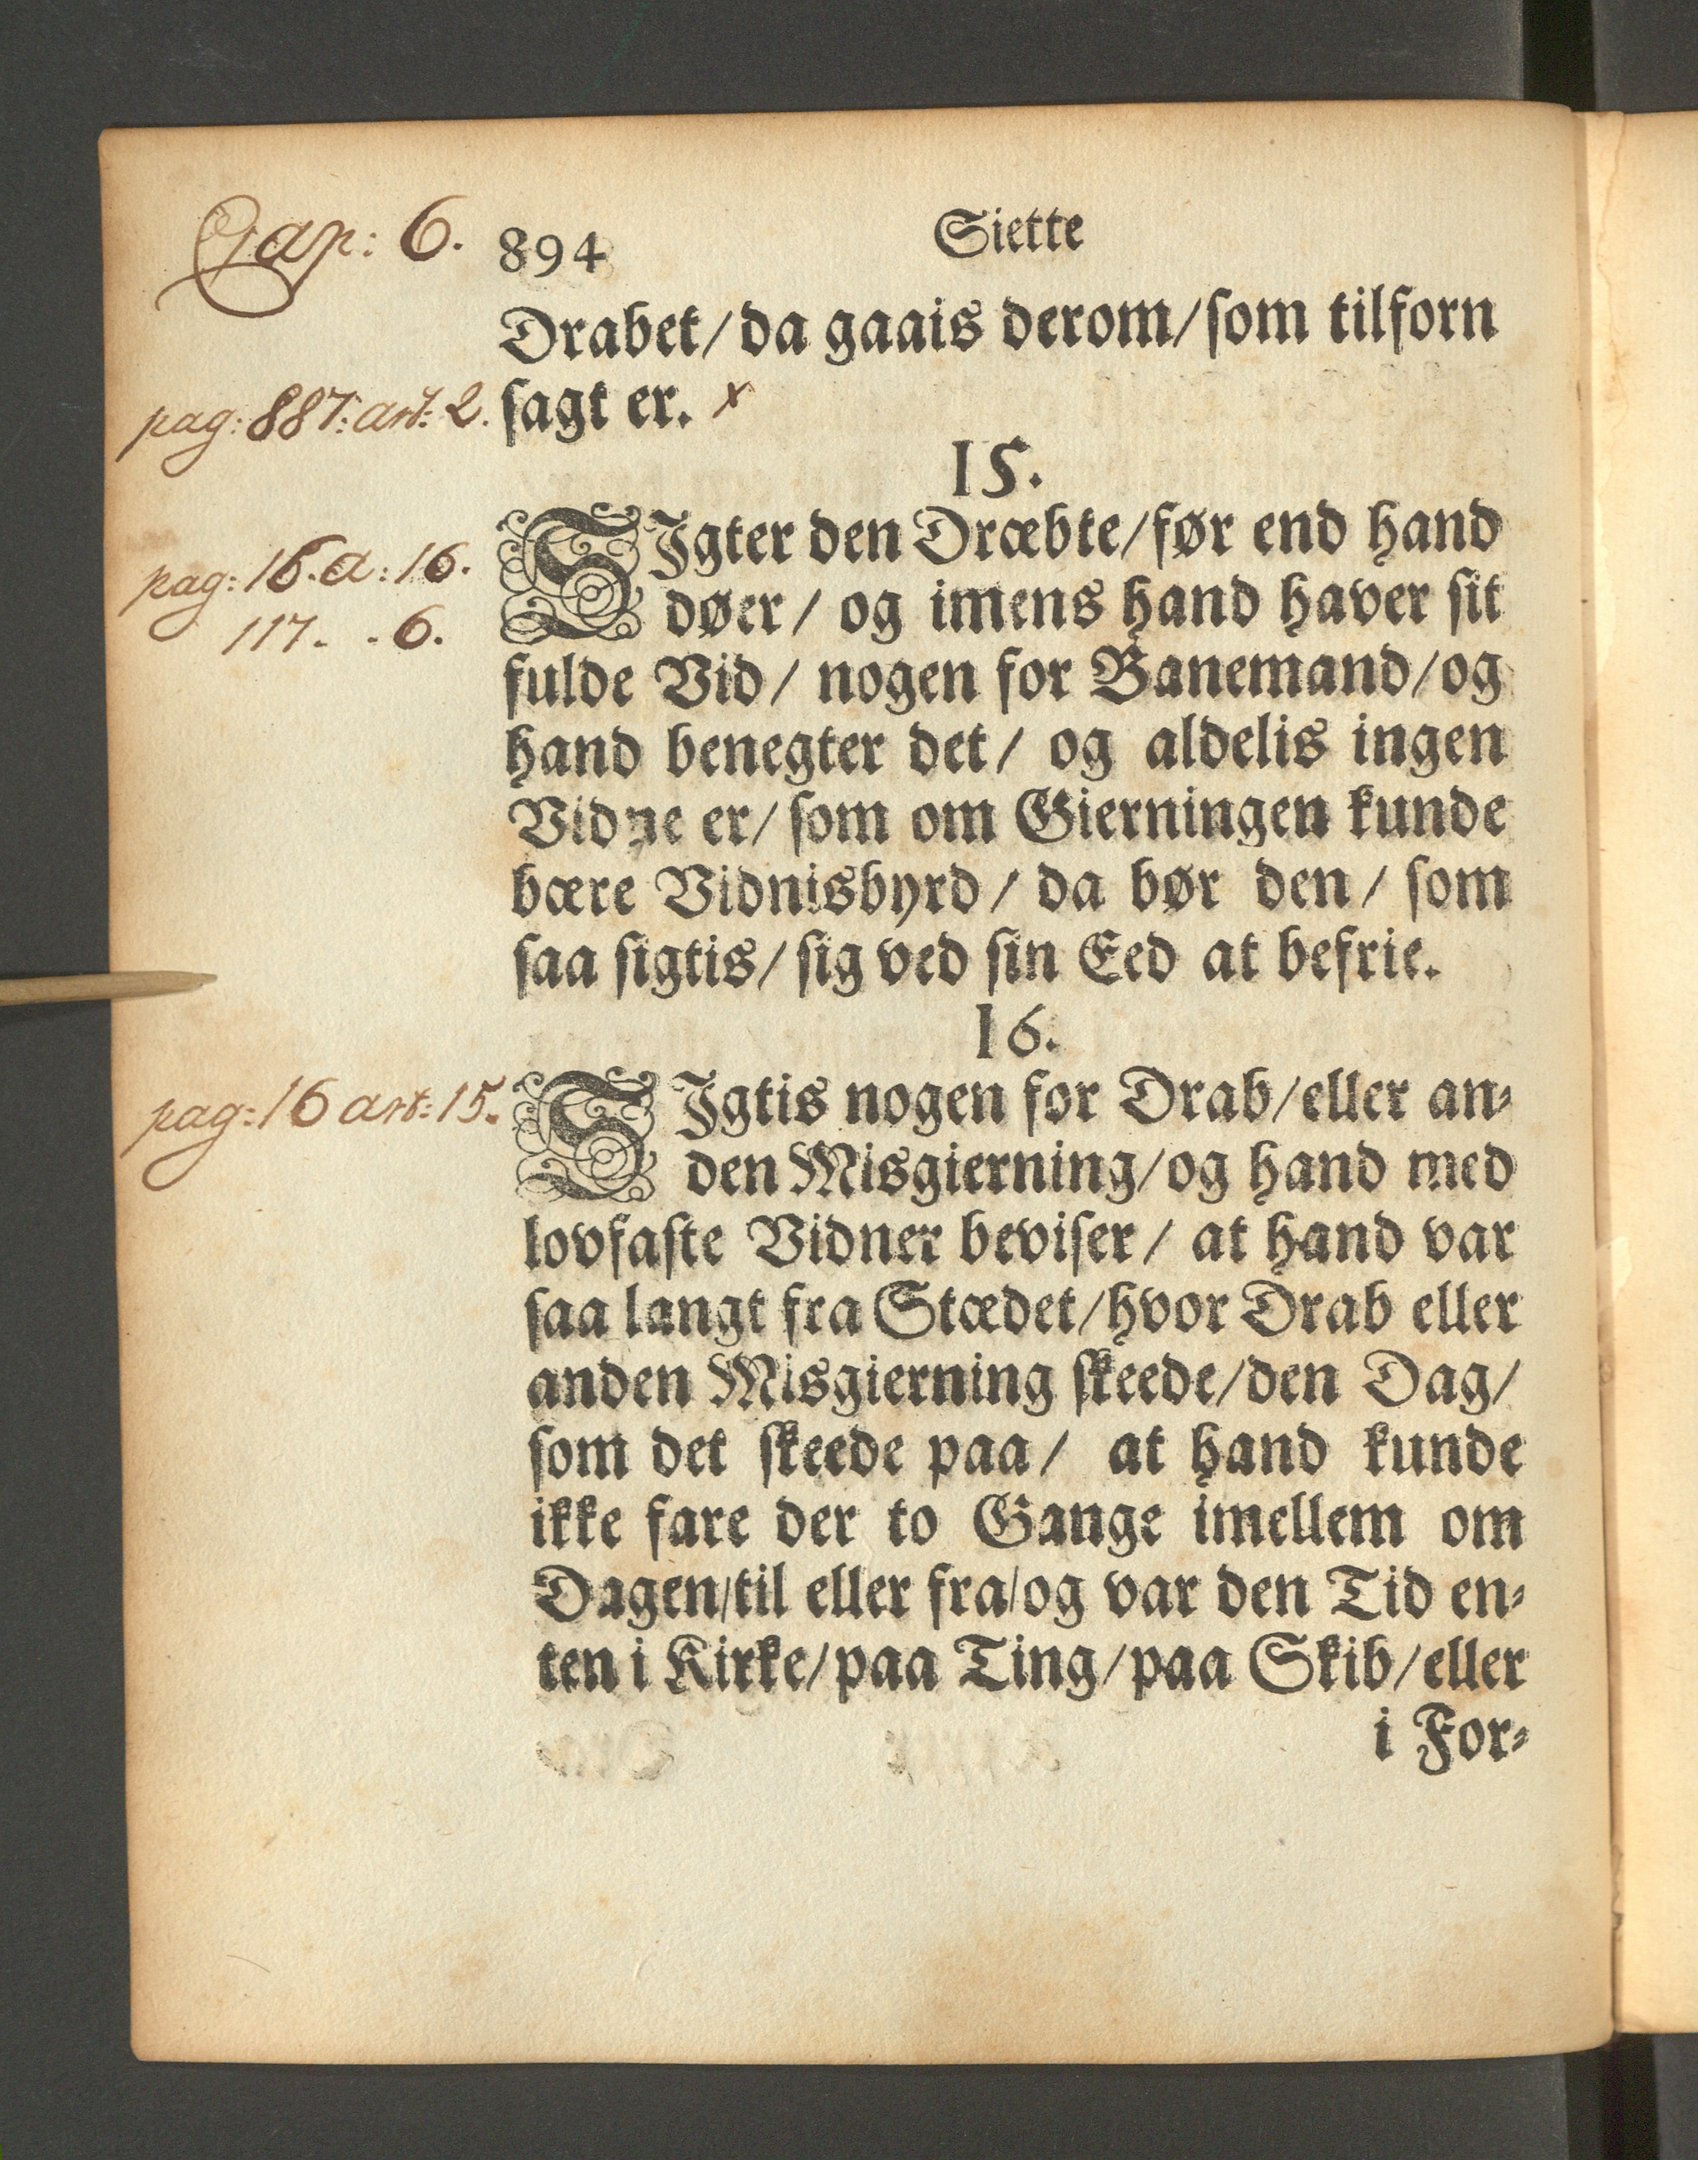 Cap: 6.
894 Siette
Drabet/ da gaais derom/ som tilforn
pag: 887: art: 2.
sagt er. x
15.
SIgter den Dræbte/ før end hand
pag: 16. a: 16.
døer/ og imens hand haver sit
117. - 6.
fulde Vid/ nogen for Banemand/ og
hand benegter det/ og aldelis ingen
Vidne er/ som om Gierningen kunde
bære Vidnisbyrd/ da bør den/ som
saa sigtis/ sig ved sin Eed at befrie.
16.
pag: 16 art: 15.
SIgtis nogen for Drab/ eller an-
den Misgierning/ og hand med
lovfaste Vidner beviser/ at hand var
saa langt fra Stædet/ hvor Drab eller
anden Misgierning skeede/ den Dag/
som det skeede paa/ at hand kunde
ikke fare der to Gange imellem om
Dagen/ til eller fra/ og var den Tid en-
ten i Kirke/ paa Ting/ paa Skib/ eller
i For-